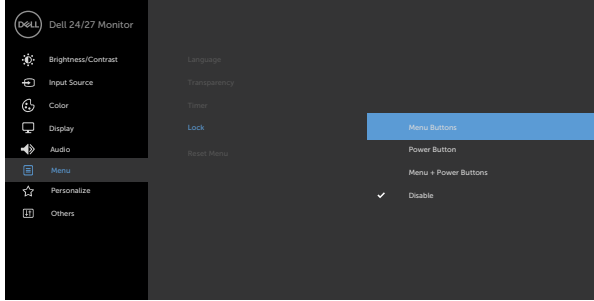 DELL Dell 24/27 Monitor
Brightness/Contrast
Input Source
Color
Display
Audio
Menu
Personalize
Others
Language
Transparency
Timer
Lock
Reset Menu
Menu Buttons
Power Button
Menu + Power Buttons
Disable